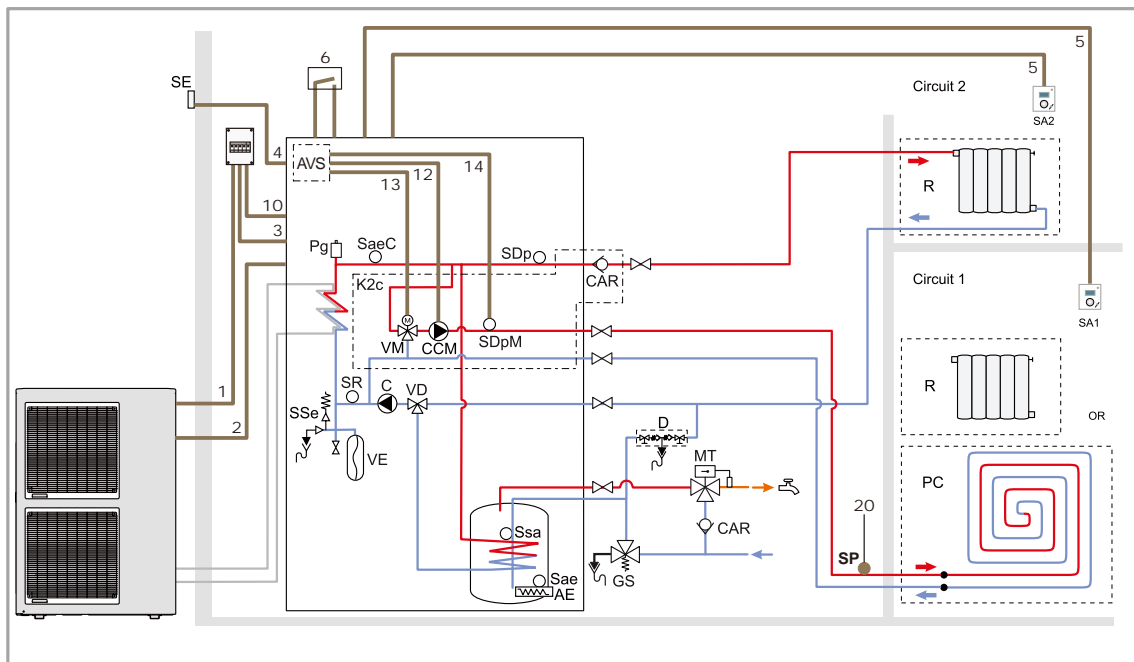 5
6
5
SE
Circuit 2
SA2
4
AVS
14
12
13
R
10
3
Pg
SaeC
SDp
CAR
K2c
Circuit 1
M
VM
CCM
SDpM
SA1
1
SR
C
VD
R
OR
2
SSe
D
VE
MT
PC
20
Ssa
CAR
SP
Sae
AE
GS